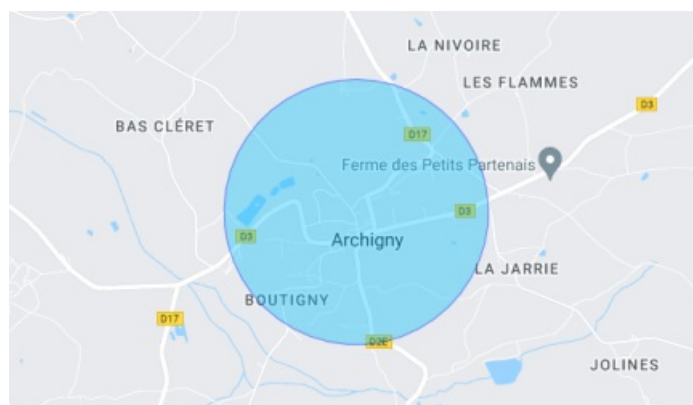 LA NIVOIRE
LES FLAMMES
D3
BAS CLÉRET
D17
Ferme des Petits Partenais
D3
D3
Archigny
LA JARRIE
BOUTIGNY
D17
D2E
JOLINES